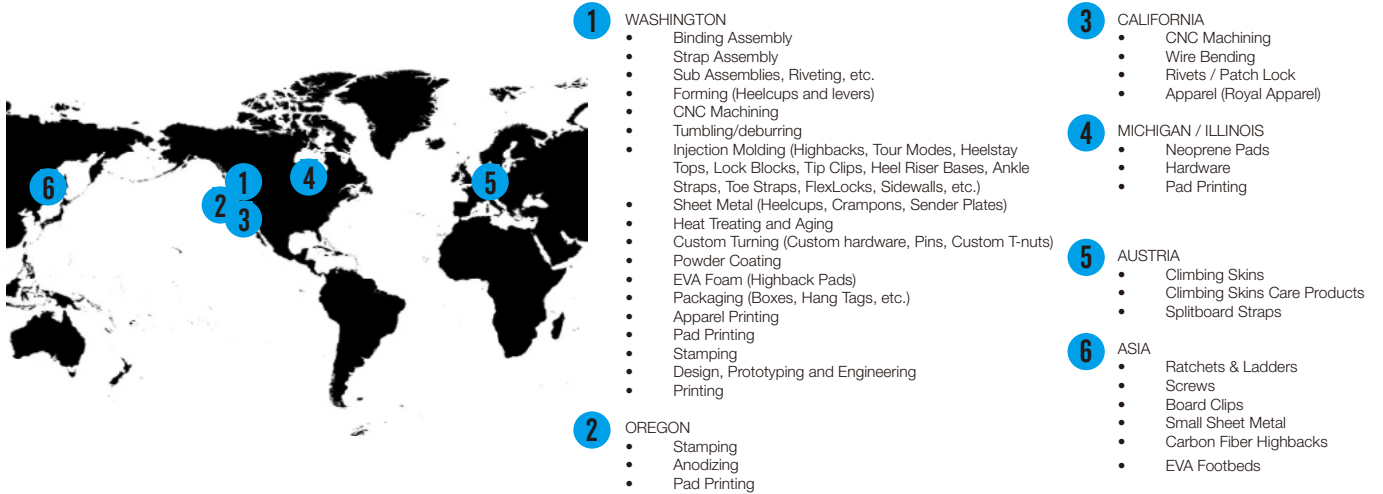 6
1
2
3
4
5
1
WASHINGTON
• Binding Assembly
• Strap Assembly
• Sub Assemblies, Riveting, etc.
• Forming (Heelcups and levers)
• CNC Machining
• Tumbling/deburring
• Injection Molding (Highbacks, Tour Modes, Heelstay
Tops, Lock Blocks, Tip Clips, Heel Riser Bases, Ankle
Straps, Toe Straps, FlexLocks, Sidewalls, etc.)
• Sheet Metal (Heelcups, Crampons, Sender Plates)
• Heat Treating and Aging
• Custom Turning (Custom hardware, Pins, Custom T-nuts)
• Powder Coating
• EVA Foam (Highback Pads)
• Packaging (Boxes, Hang Tags, etc.)
• Apparel Printing
• Pad Printing
• Stamping
• Design, Prototyping and Engineering
• Printing
2
OREGON
• Stamping
• Anodizing
• Pad Printing
3
CALIFORNIA
• CNC Machining
• Wire Bending
• Rivets / Patch Lock
• Apparel (Royal Apparel)
4
MICHIGAN / ILLINOIS
• Neoprene Pads
• Hardware
• Pad Printing
5
AUSTRIA
• Climbing Skins
• Climbing Skins Care Products
• Splitboard Straps
6
ASIA
• Ratchets & Ladders
• Screws
• Board Clips
• Small Sheet Metal
• Carbon Fiber Highbacks
• EVA Footbeds